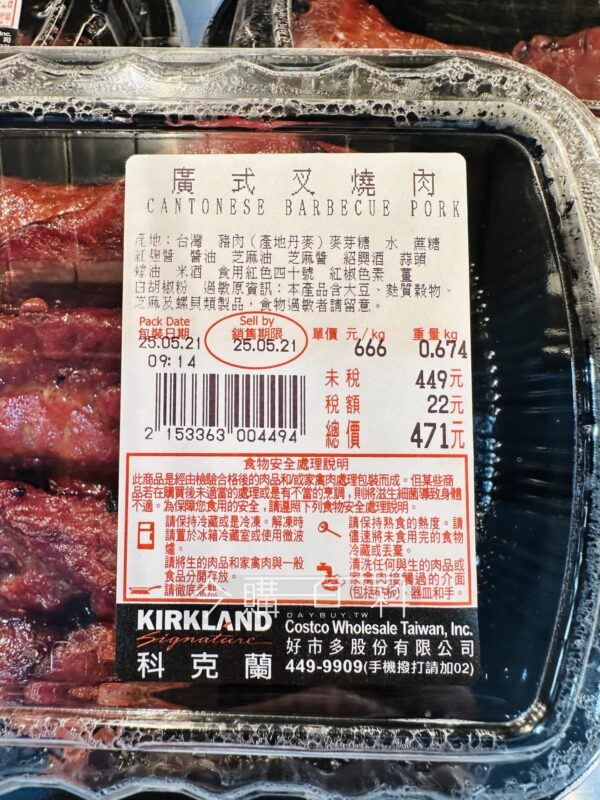 廣式叉燒肉
CANTONESE BARBECUE PORK
產地：台灣 豬肉(產地丹麥)麥芽糖 水 蔗糖
紅麴醬 醬油 芝麻油 芝麻醬 紹興酒 蒜頭
蠔油 米酒 食用紅色四十號 紅椒色素 薑
白胡椒粉 過敏原資訊：本產品含大豆、麩質穀物、
芝麻及螺貝類製品，食物過敏者請留意。
Pack Date Sell by
包裝日期 銷售期限 單價 元/kg 重量 kg
25.05.21 25.05.21 666 0.674
09:14
未稅 449元
稅額 22元
總價 471元
2 153363 004494
食物安全處理說明
此商品是經由檢驗合格後的肉品和/或家禽肉處理包裝而成。但某些商
品若在購買後未適當的處理或是有不當的烹調，則將滋生細菌導致身體
不適。為保障您食用的安全，請遵照下列食物安全處理說明。
請保持冷藏或是冷凍。解凍時
請置於冰箱冷藏室或使用微波
爐。
請將生的肉品和家禽肉與一般
食品分開存放。
請徹底煮熟
請保持熟食的熱度。請
儘速將未食用完的食物
冷藏或丟棄。
清洗任何與生的肉品或
家禽肉接觸過的介面
(包括砧板、器皿和手。
DAYBUY.TW
KIRKLAND
Signature
科克蘭
Costco Wholesale Taiwan, Inc.
好市多股份有限公司
449-9909(手機撥打請加02)